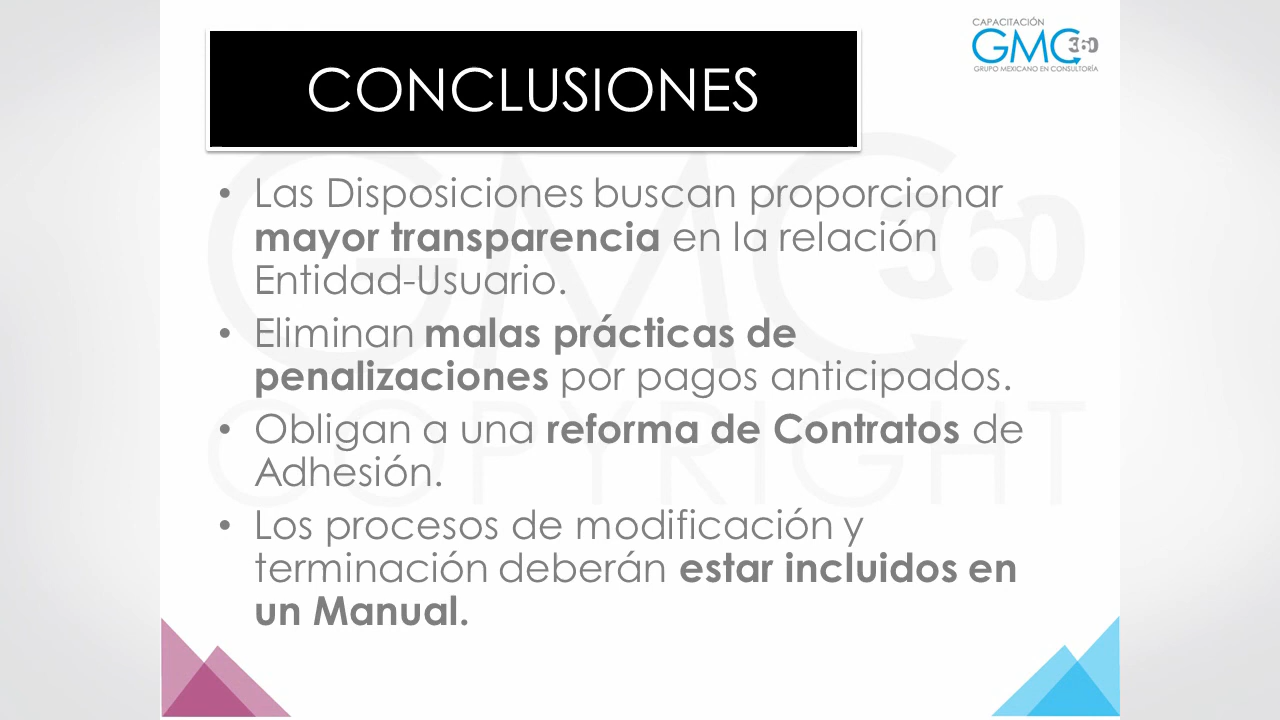 CAPACITACIÓN
GMC360
GRUPO MEXICANO EN CONSULTORÍA
CONCLUSIONES
• Las Disposiciones buscan proporcionar
mayor transparencia en la relación
Entidad-Usuario.
• Eliminan malas prácticas de
penalizaciones por pagos anticipados.
• Obligan a una reforma de Contratos de
Adhesión.
• Los procesos de modificación y
terminación deberán estar incluidos en
un Manual.
GMC360
COPYRIGHT